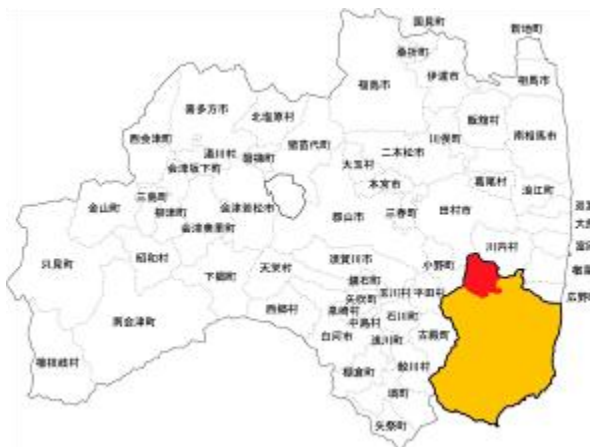 国見町
新地町
桑折町
伊達市
相馬市
福島市
喜多方市
北塩原村
飯舘村
西会津町
猪苗代町
川俣町
南相馬市
湯川村
磐梯町
二本松市
会津坂下町
大玉村
葛尾村
浪江町
三島町
本宮市
柳津町
金山町
会津若松市
三春町
田村市
郡山市
会津美里町
川内村
只見町
昭和村
須賀川市
小野町
下郷町
天栄村
鏡石町
広野町
玉川村
平田村
矢吹町
西郷村
泉崎村
石川町
南会津町
中島村
古殿町
白河市
浅川町
鮫川村
檜枝岐村
棚倉町
塙町
矢祭町